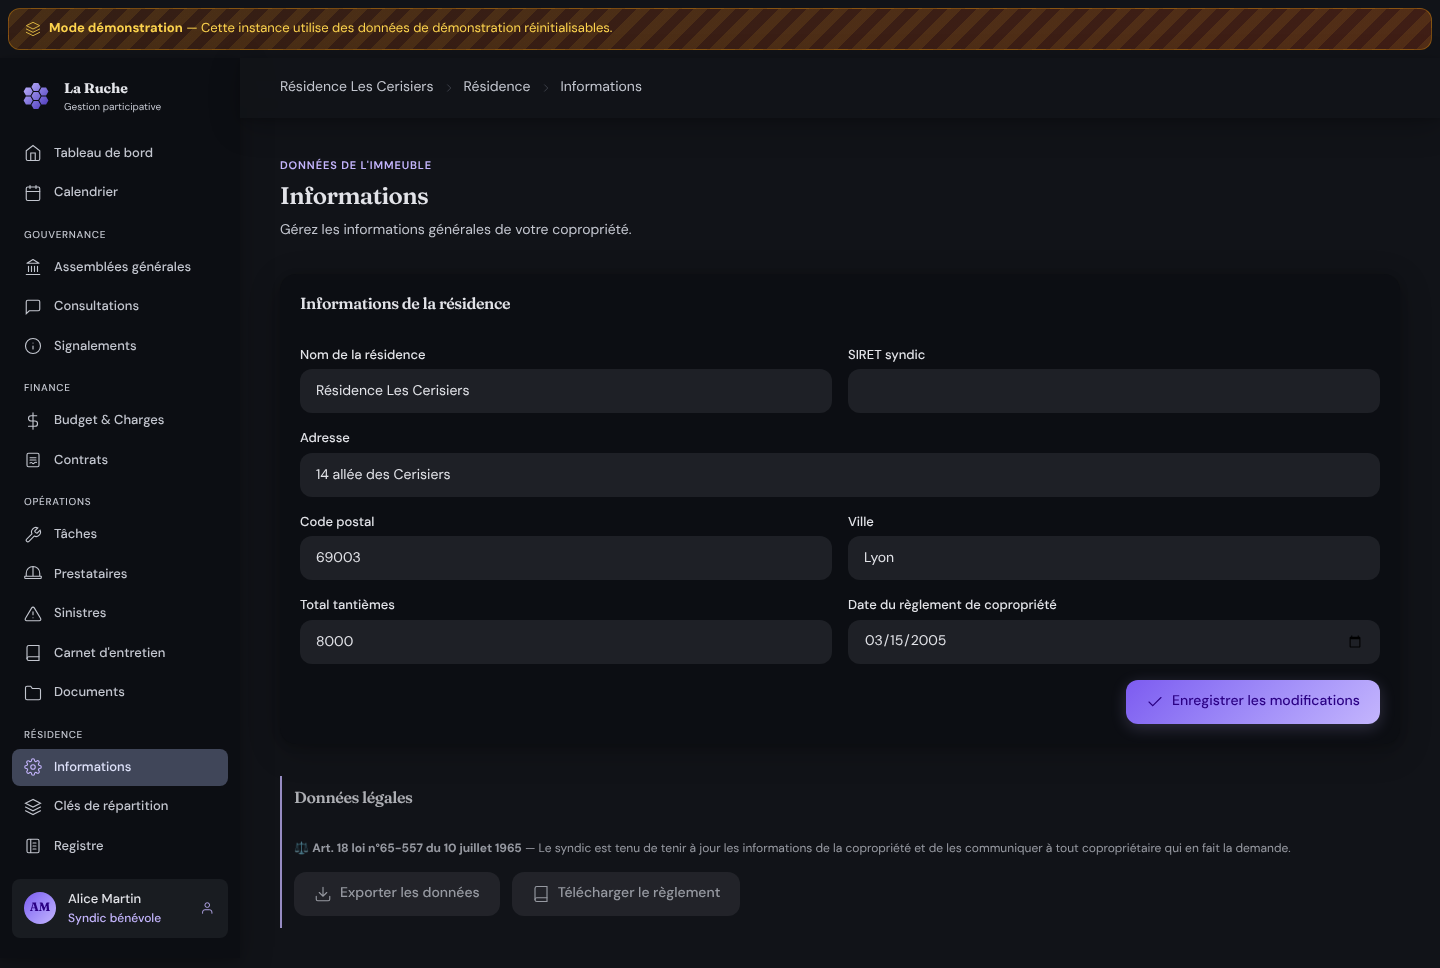 Mode démonstration — Cette instance utilise des données de démonstration réinitialisables.
La Ruche
Gestion participative
Tableau de bord
Calendrier
GOUVERNANCE
Assemblées générales
Consultations
Signalements
FINANCE
Budget & Charges
Contrats
OPÉRATIONS
Tâches
Prestataires
Sinistres
Carnet d'entretien
Documents
RÉSIDENCE
Informations
Clés de répartition
Registre
AM
Alice Martin
Syndic bénévole
Résidence Les Cerisiers > Résidence > Informations
DONNÉES DE L'IMMEUBLE
Informations
Gérez les informations générales de votre copropriété.
Informations de la résidence
Nom de la résidence
Résidence Les Cerisiers
SIRET syndic
Adresse
14 allée des Cerisiers
Code postal
69003
Ville
Lyon
Total tantièmes
8000
Date du règlement de copropriété
03/15/2005
Enregistrer les modifications
Données légales
⚖️ Art. 18 loi n°65-557 du 10 juillet 1965 — Le syndic est tenu de tenir à jour les informations de la copropriété et de les communiquer à tout copropriétaire qui en fait la demande.
Exporter les données
Télécharger le règlement